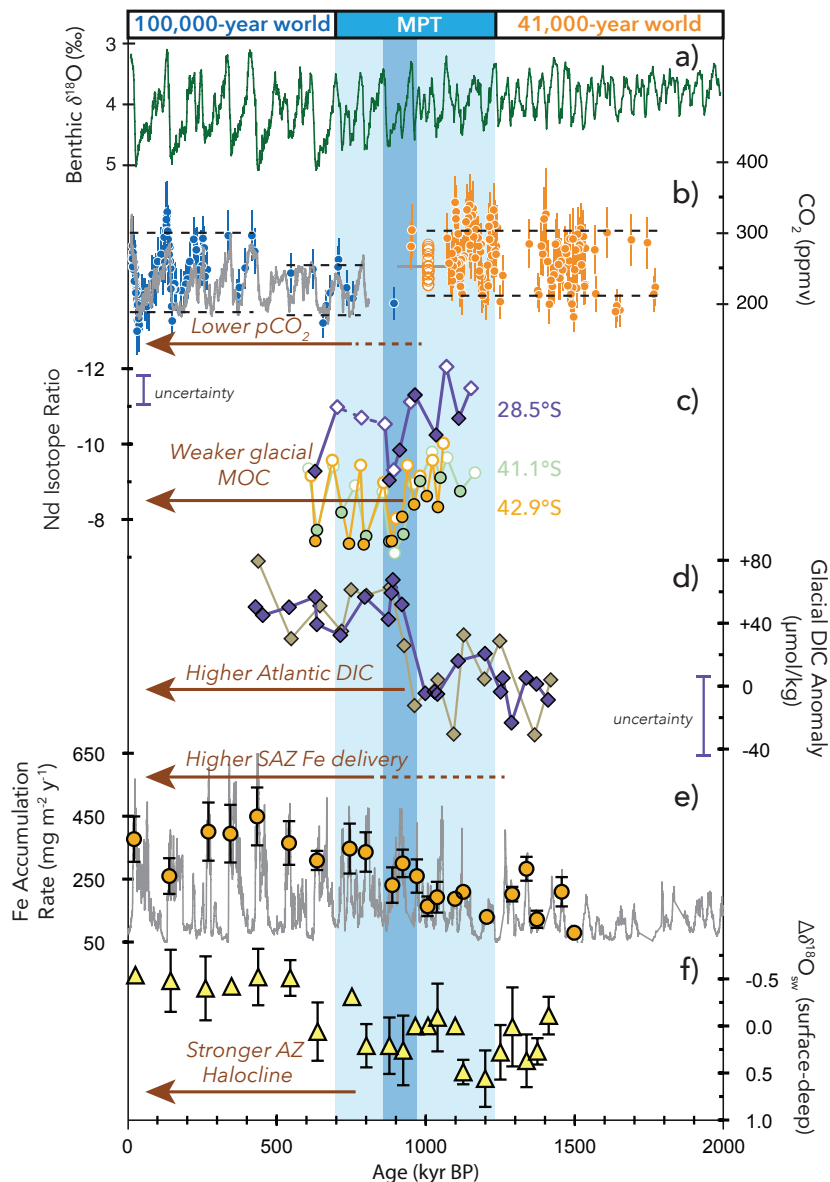 100,000-year world
MPT
41,000-year world
a)
Benthic δ¹⁸O (‰)
3
4
5
b)
CO₂ (ppmv)
400
300
200
Lower pCO₂
c)
Nd Isotope Ratio
-12
-10
-8
uncertainty
28.5°S
41.1°S
42.9°S
Weaker glacial
MOC
d)
Glacial DIC Anomaly
(μmol/kg)
+80
+40
0
-40
uncertainty
Higher Atlantic DIC
Higher SAZ Fe delivery
e)
Fe Accumulation
Rate (mg m⁻² y⁻¹)
650
450
250
50
f)
Δδ¹⁸O_sw (surface-deep)
-0.5
0.0
0.5
1.0
Stronger AZ
Halocline
0
500
1000
1500
2000
Age (kyr BP)